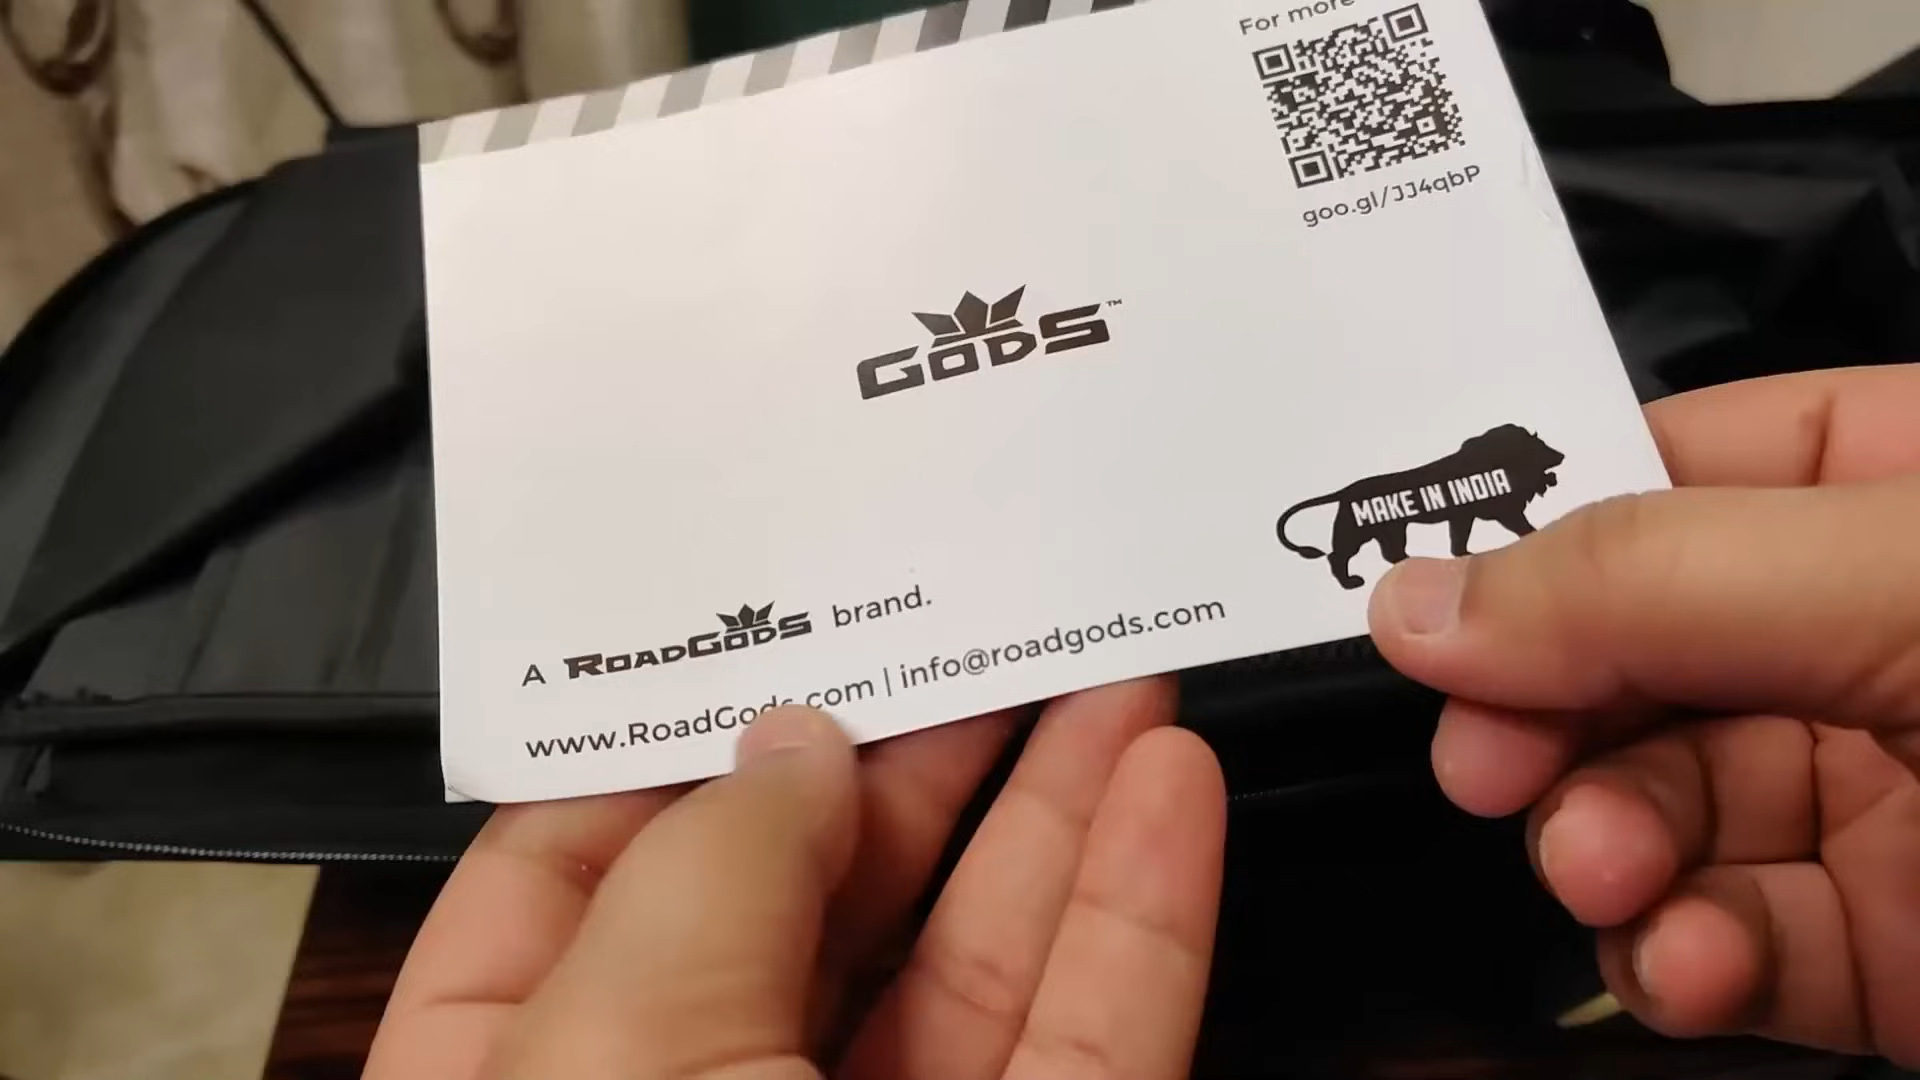 For more
goo.gl/JJ4qbP
GODS™
MAKE IN INDIA
A ROADGODS brand.
www.RoadGods.com | info@roadgods.com